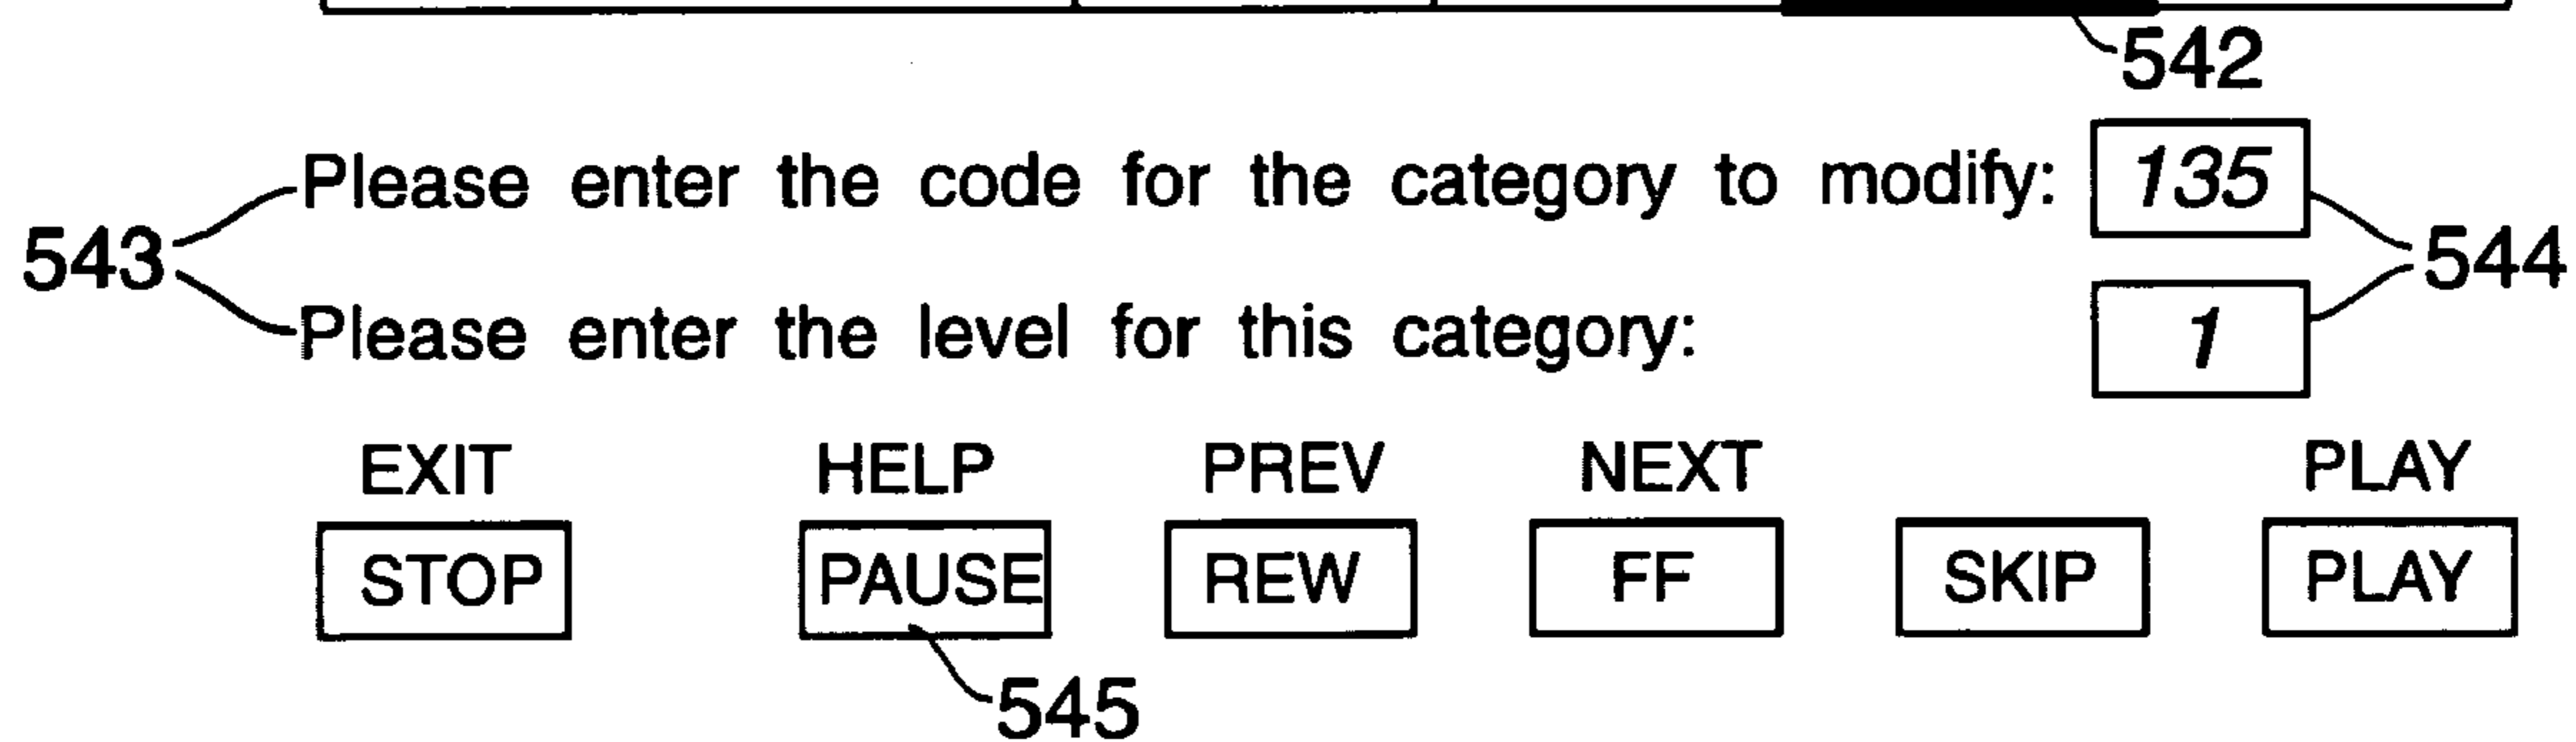 542
Please enter the code for the category to modify: 135
543 544
Please enter the level for this category: 1
EXIT HELP PREV NEXT PLAY
STOP PAUSE REW FF SKIP PLAY
545